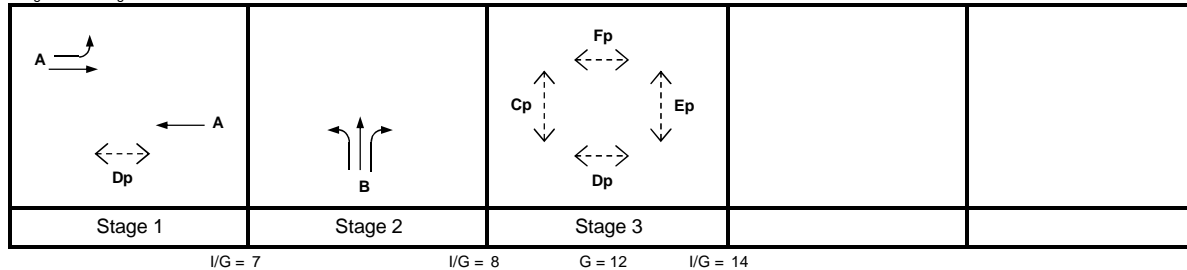 A
A
Dp
Stage 1
B
Stage 2
Fp
Cp
Ep
Dp
Stage 3
I/G = 7
I/G = 8
G = 12
I/G = 14